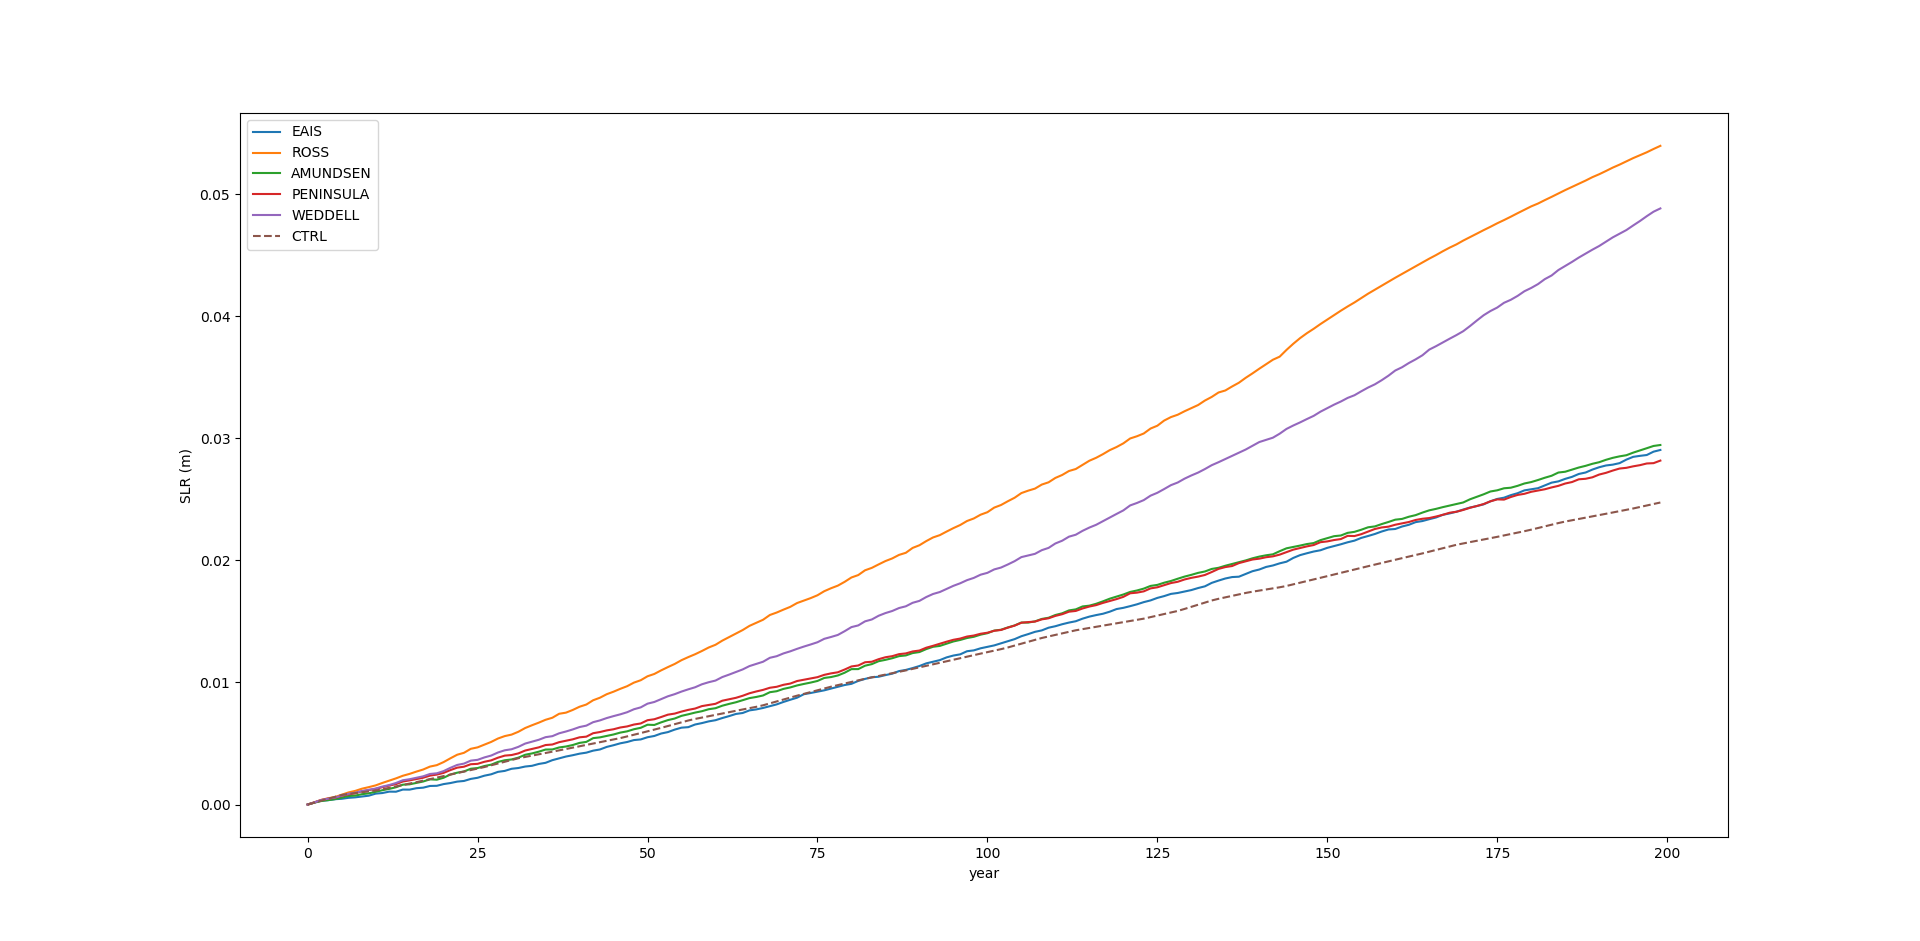 EAIS
ROSS
AMUNDSEN
PENINSULA
WEDDELL
CTRL
0.05
0.04
0.03
0.02
0.01
0.00
SLR (m)
0 25 50 75 100 125 150 175 200
year